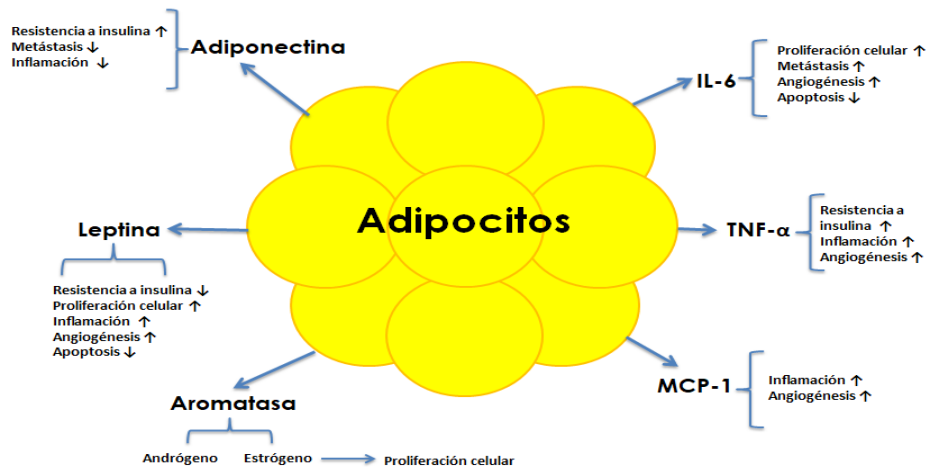 Adiponectina
Resistencia a insulina ↑
Metástasis ↓
Inflamación ↓
IL-6
Proliferación celular ↑
Metástasis ↑
Angiogénesis ↑
Apoptosis ↓
Adipocitos
Leptina
Resistencia a insulina ↓
Proliferación celular ↑
Inflamación ↑
Angiogénesis ↑
Apoptosis ↓
TNF-α
Resistencia a
insulina ↑
Inflamación ↑
Angiogénesis ↑
MCP-1
Inflamación ↑
Angiogénesis ↑
Aromatasa
Andrógeno Estrógeno → Proliferación celular